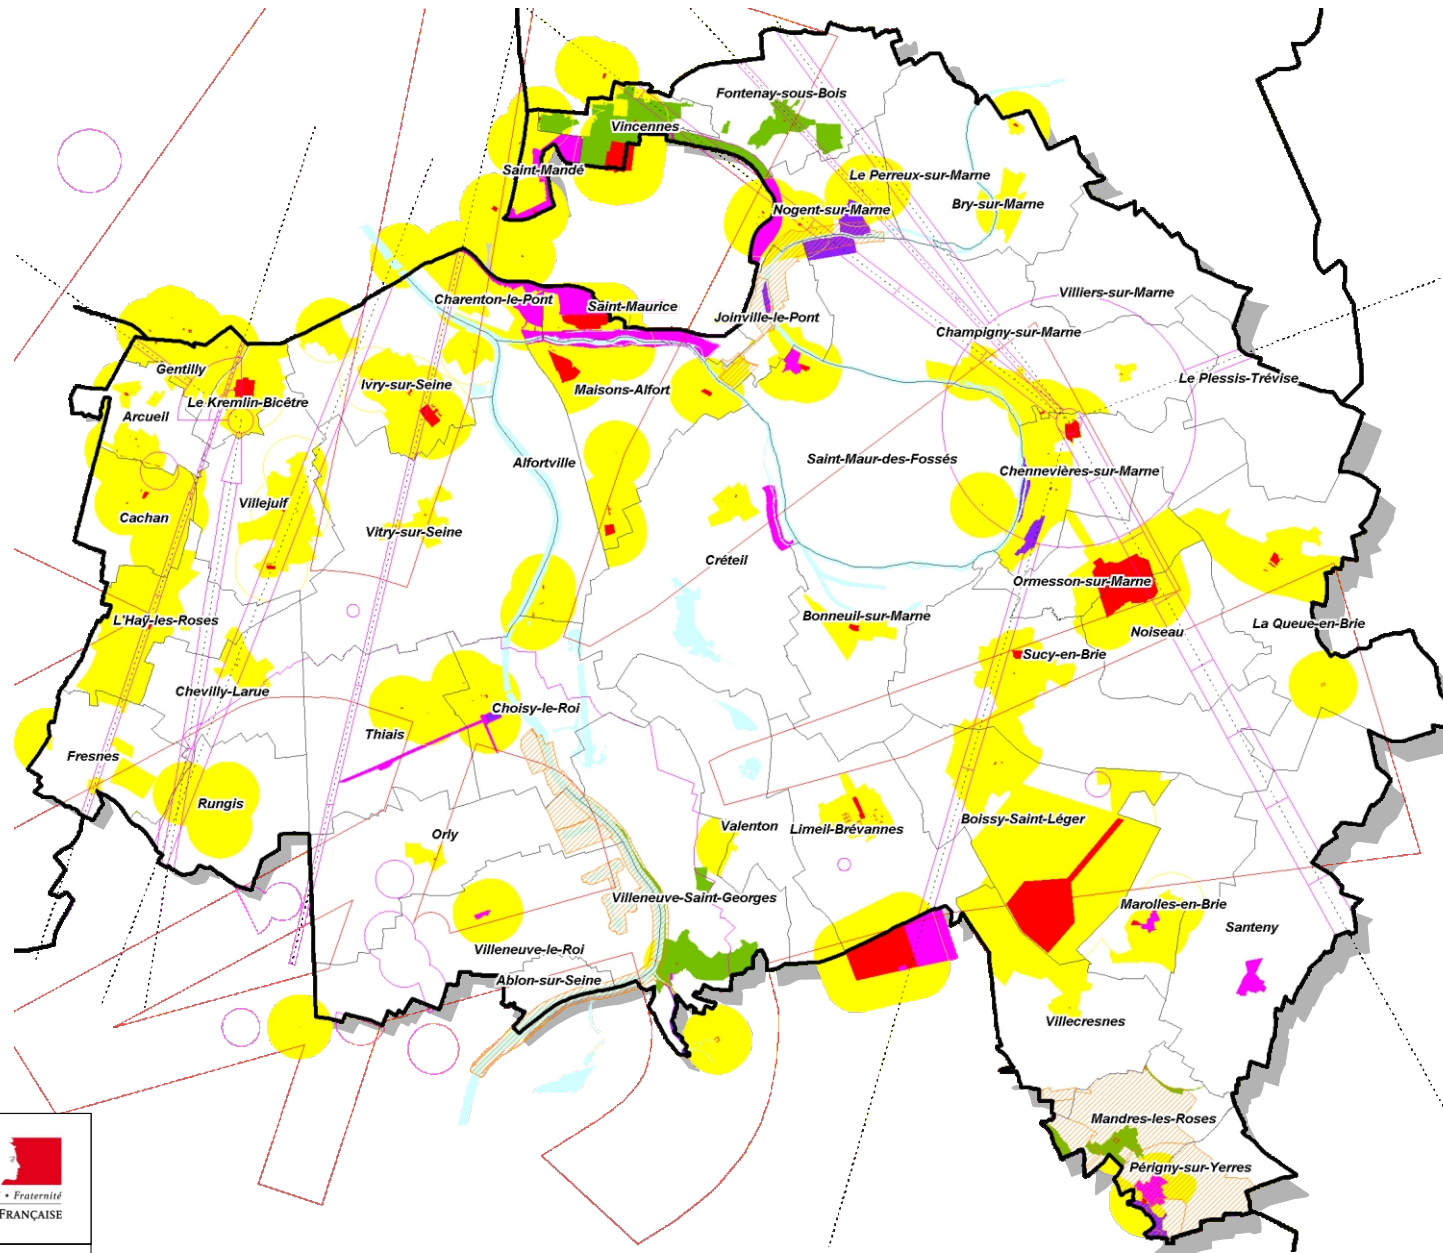 Fontenay-sous-Bois
Vincennes
Saint-Mandé
Le Perreux-sur-Marne
Bry-sur-Marne
Nogent-sur-Marne
Villiers-sur-Marne
Charenton-le-Pont
Saint-Maurice
Joinville-le-Pont
Champigny-sur-Marne
Gentilly
Ivry-sur-Seine
Maisons-Alfort
Le Plessis-Trévise
Le Kremlin-Bicêtre
Arcueil
Alfortville
Saint-Maur-des-Fossés
Chennevières-sur-Marne
Villejuif
Cachan
Vitry-sur-Seine
Créteil
Ormesson-sur-Marne
L'Haÿ-les-Roses
Bonneuil-sur-Marne
La Queue-en-Brie
Noiseau
Sucy-en-Brie
Chevilly-Larue
Choisy-le-Roi
Thiais
Fresnes
Rungis
Orly
Valenton
Limeil-Brévannes
Boissy-Saint-Léger
Villeneuve-Saint-Georges
Marolles-en-Brie
Santeny
Villeneuve-le-Roi
Ablon-sur-Seine
Villecresnes
Mandres-les-Roses
Périgny-sur-Yerres
• Fraternité
FRANÇAISE